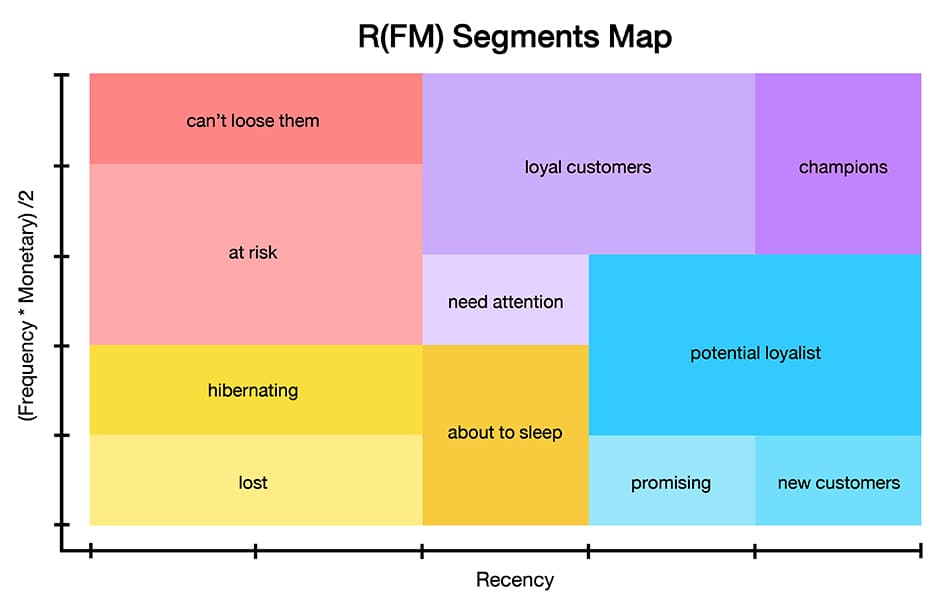 R(FM) Segments Map
can't loose them
loyal customers
champions
at risk
need attention
potential loyalist
hibernating
about to sleep
lost
promising
new customers
(Frequency * Monetary) /2
Recency